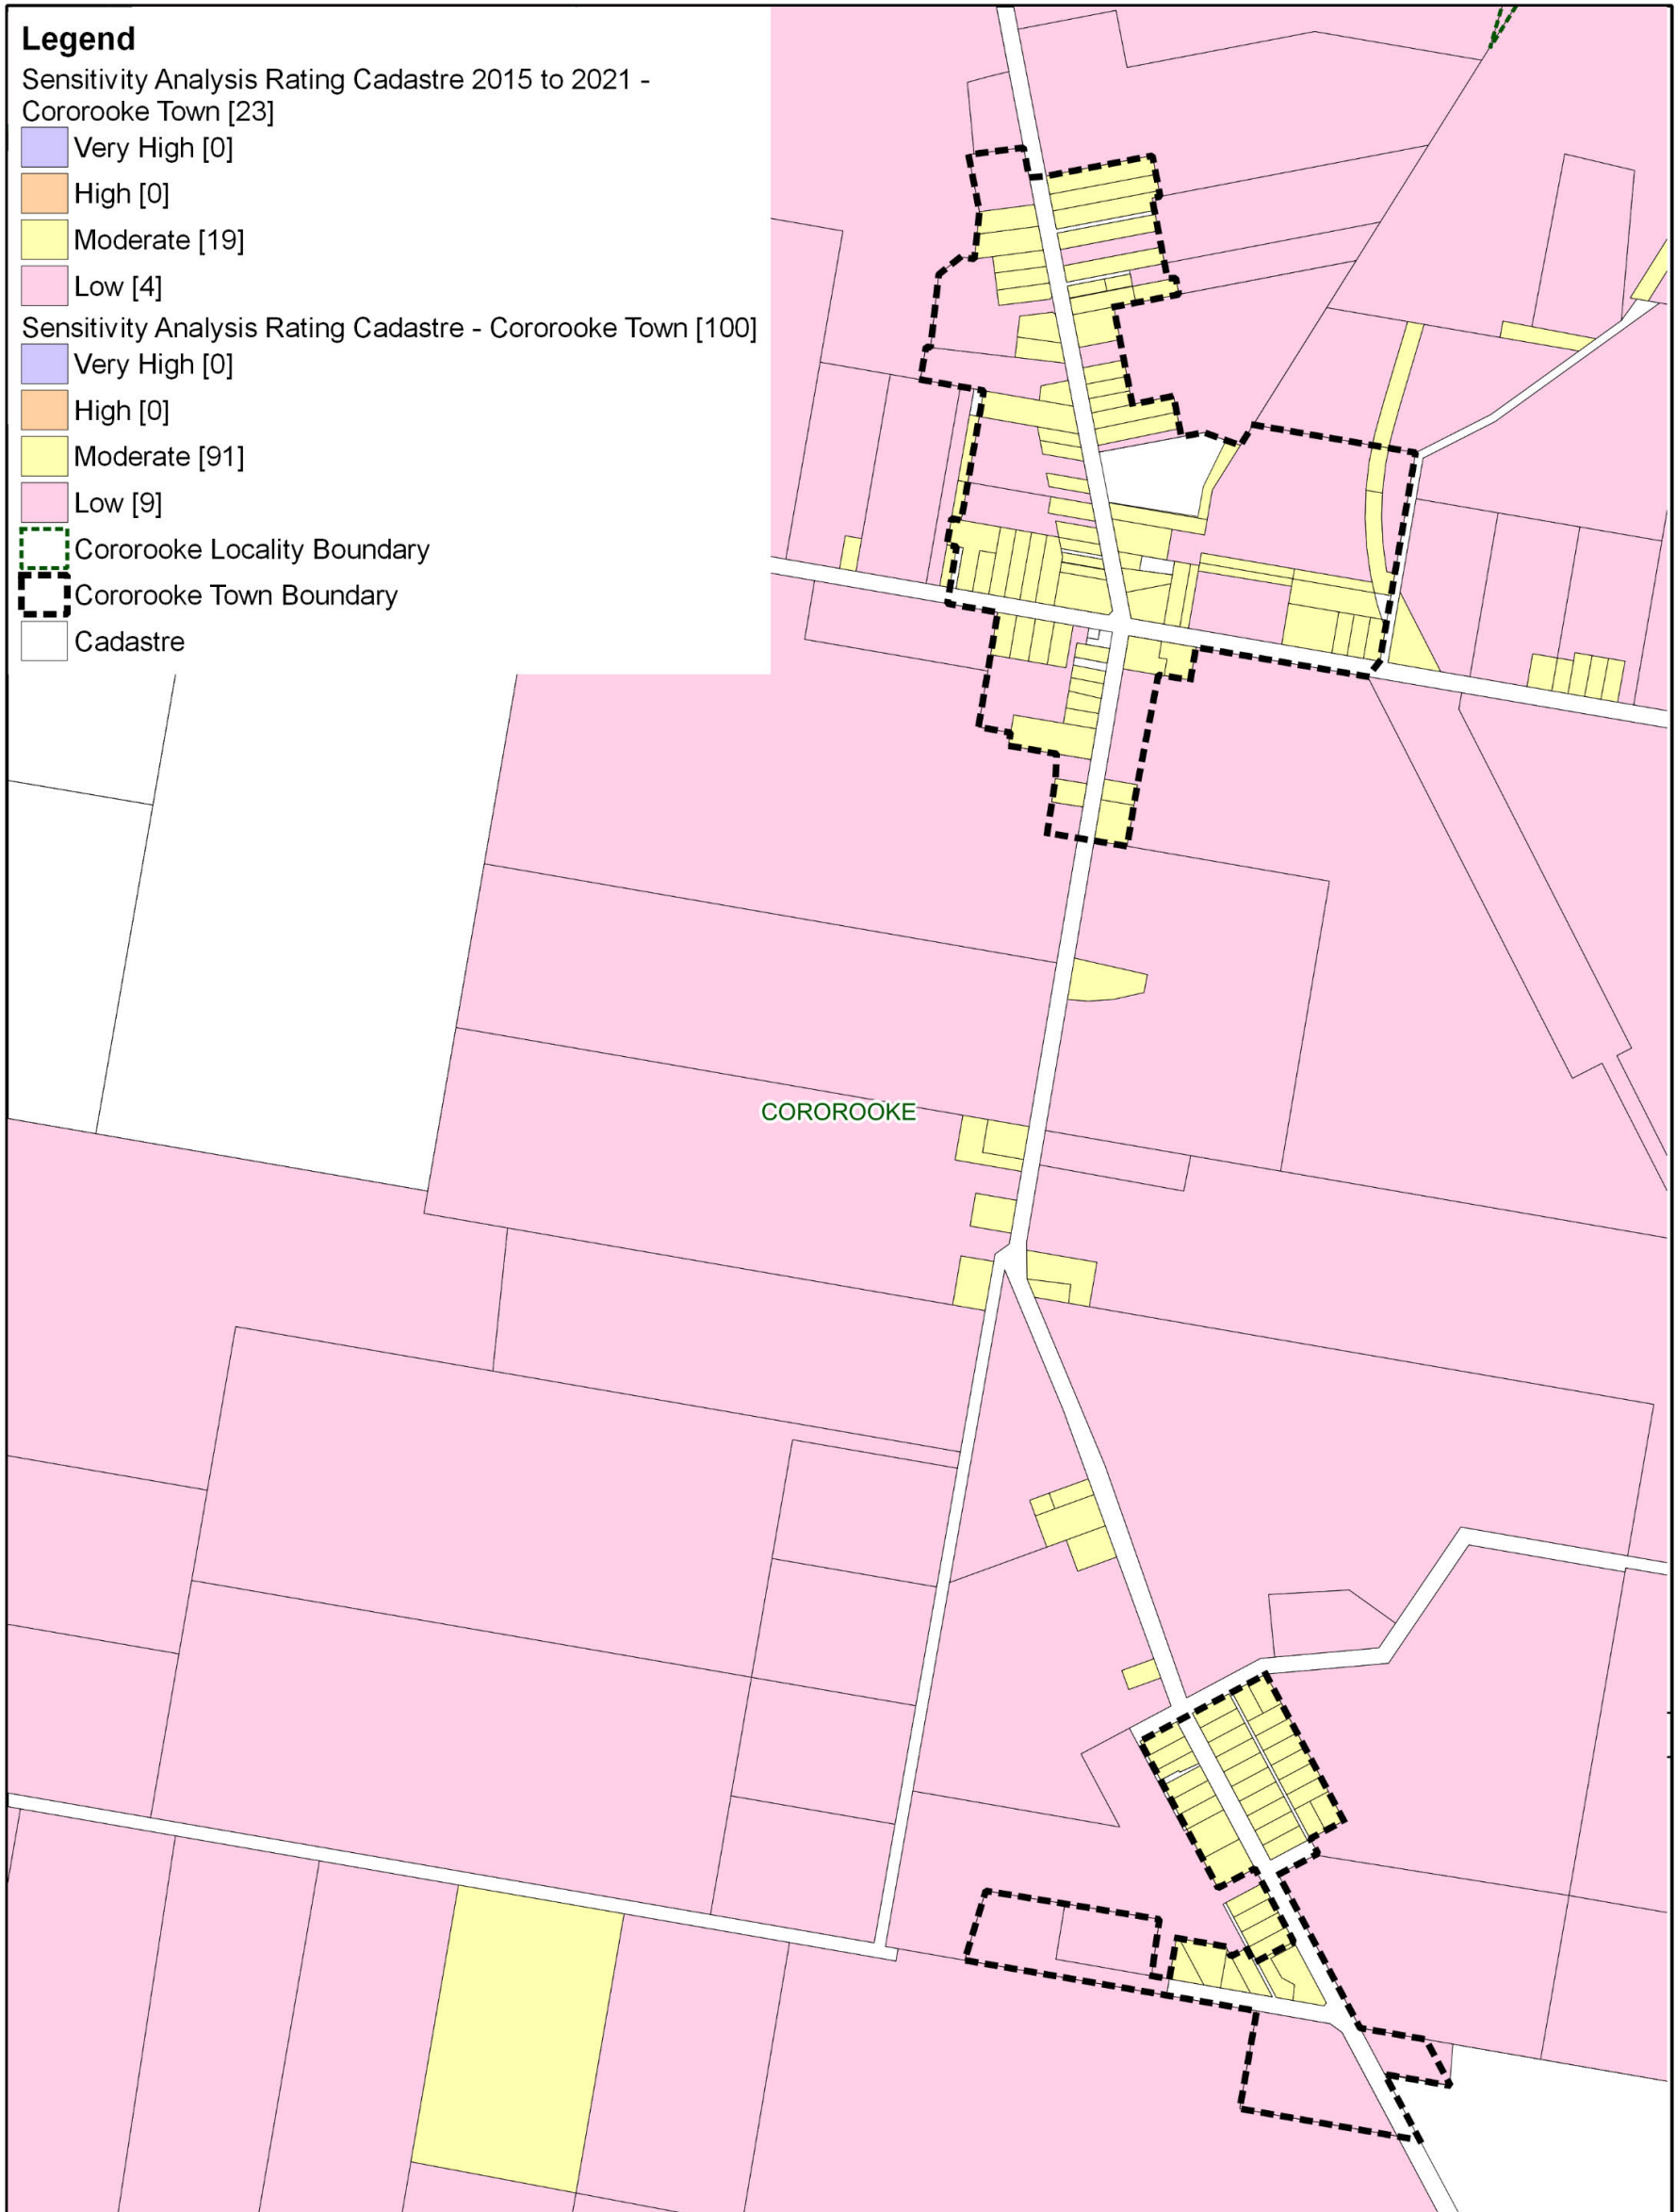 Legend
Sensitivity Analysis Rating Cadastre 2015 to 2021 -
Cororooke Town [23]
Very High [0]
High [0]
Moderate [19]
Low [4]
Sensitivity Analysis Rating Cadastre - Cororooke Town [100]
Very High [0]
High [0]
Moderate [91]
Low [9]
Cororooke Locality Boundary
Cororooke Town Boundary
Cadastre
COROROOKE